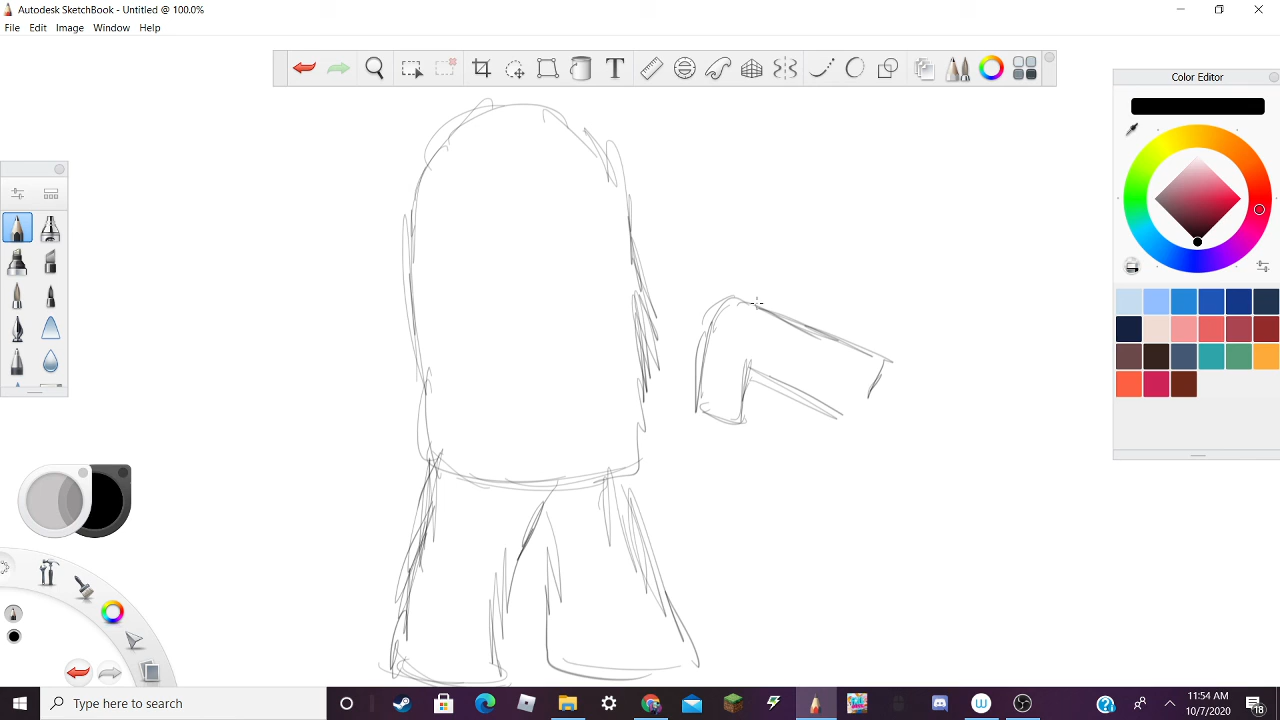 Autodesk SketchBook - Untitled @ 100.0%
File Edit Image Window Help
T
Color Editor
Type here to search
11:54 AM
10/7/2020
18